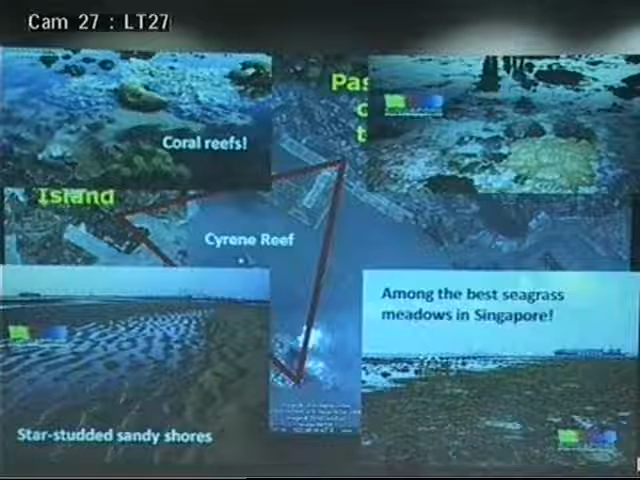 Cam 27 : LT27
Coral reefs!
Island
Cyrene Reef
Among the best seagrass
meadows in Singapore!
Star-studded sandy shores